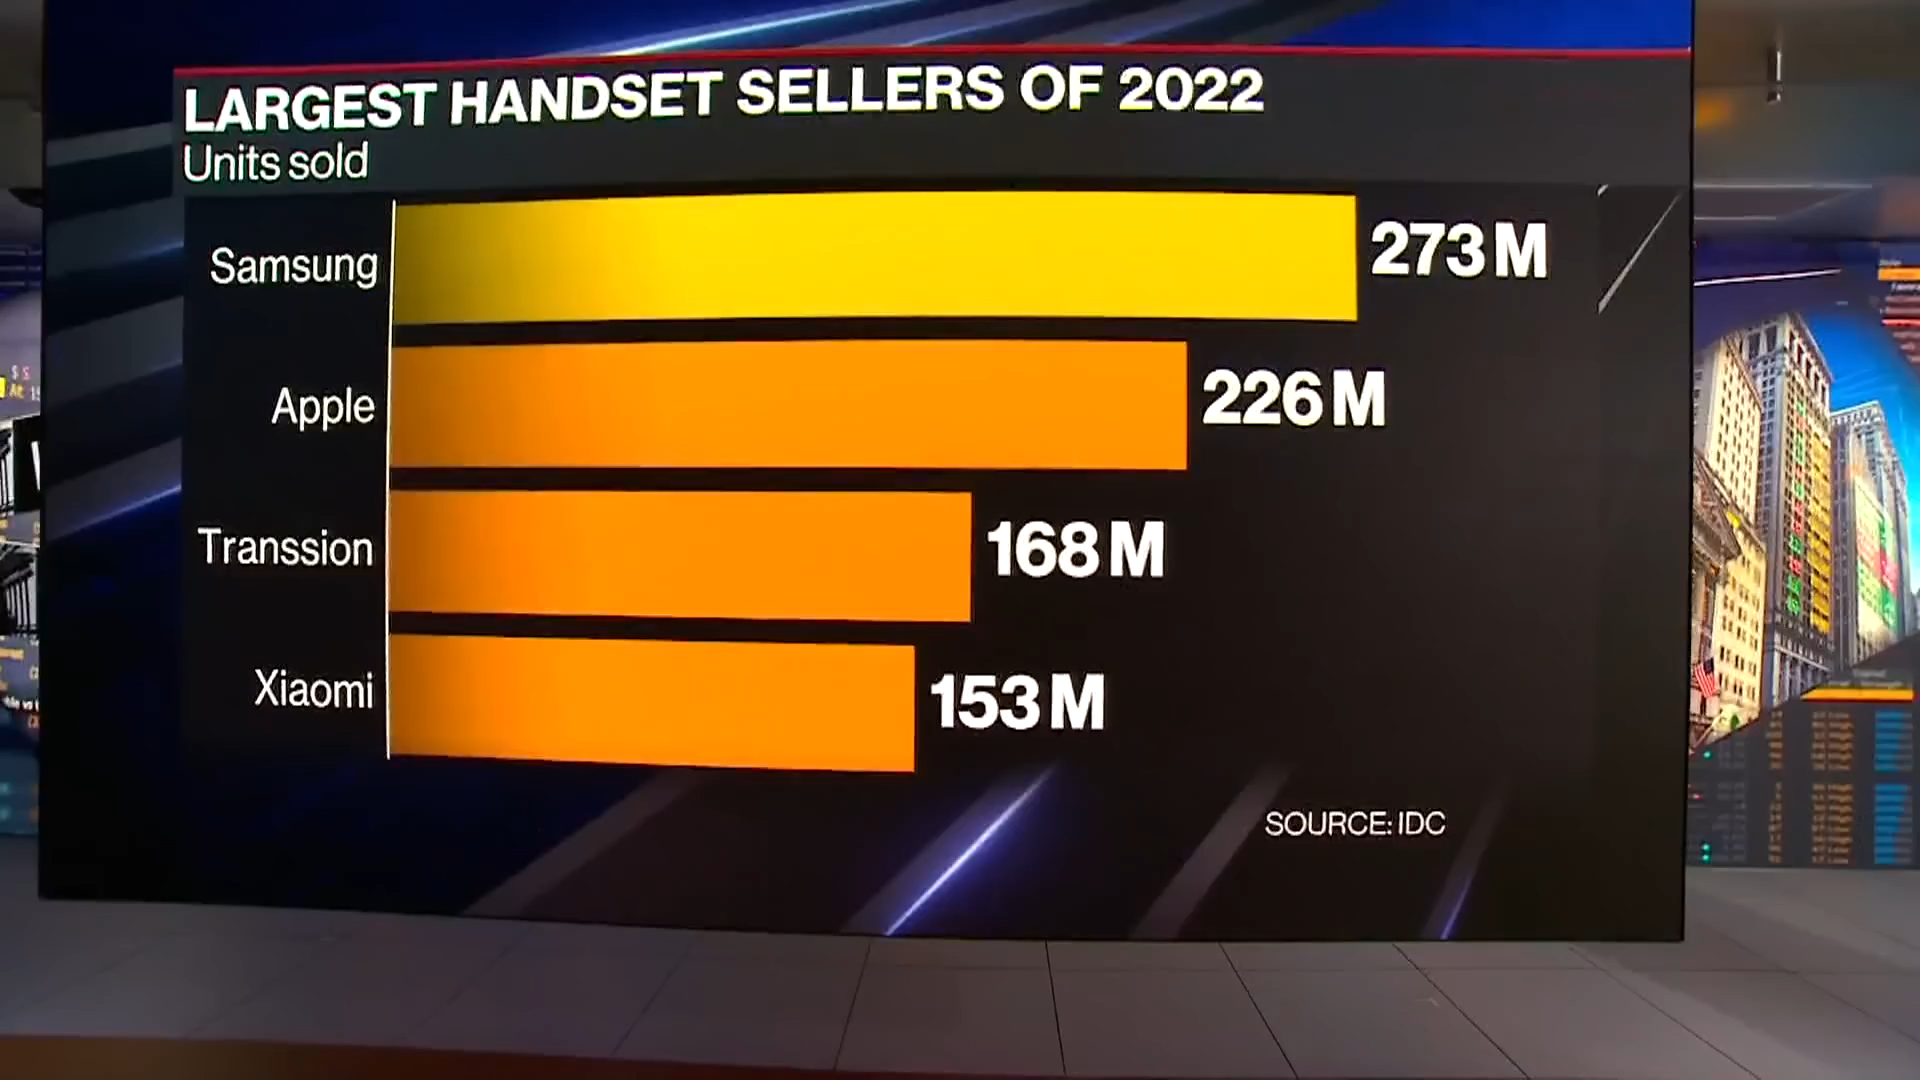 LARGEST HANDSET SELLERS OF 2022
Units sold
Samsung 273 M
Apple 226 M
Transsion 168 M
Xiaomi 153 M
SOURCE: IDC